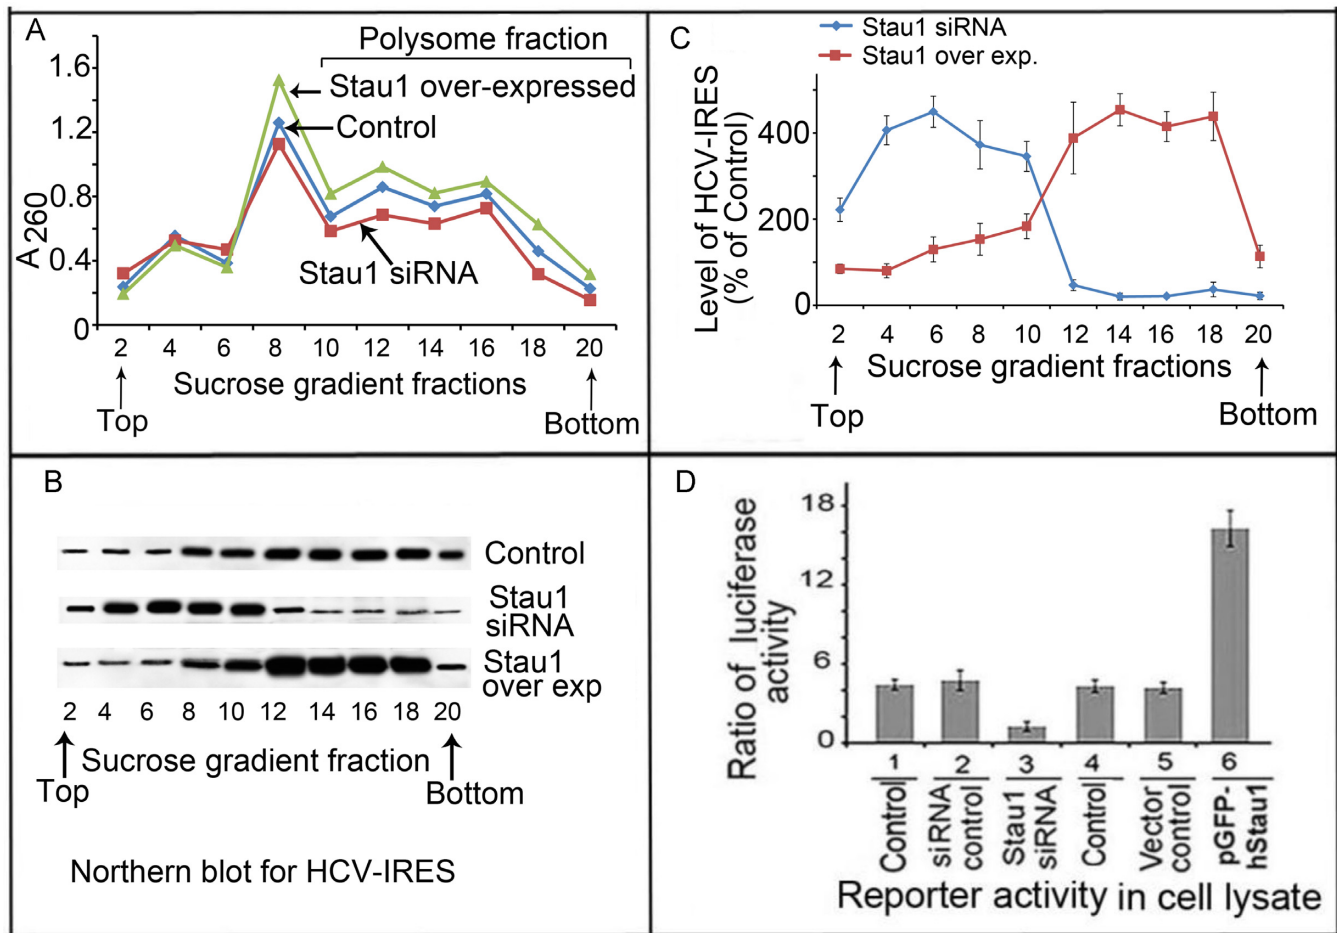 A
Polysome fraction
Stau1 over-expressed
Control
Stau1 siRNA
A 260
1.6
1.2
0.8
0.4
0
2 4 6 8 10 12 14 16 18 20
Sucrose gradient fractions
Top
Bottom
C
Stau1 siRNA
Stau1 over exp.
Level of HCV-IRES
(% of Control)
400
200
0
2 4 6 8 10 12 14 16 18 20
Sucrose gradient fractions
Top
Bottom
B
Control
Stau1
siRNA
Stau1
over exp
2 4 6 8 10 12 14 16 18 20
Sucrose gradient fraction
Top
Bottom
Northern blot for HCV-IRES
D
Ratio of luciferase
activity
18
12
6
0
1 2 3 4 5 6
Control
siRNA
control
Stau1
siRNA
Control
Vector
control
pGFP-
hStau1
Reporter activity in cell lysate